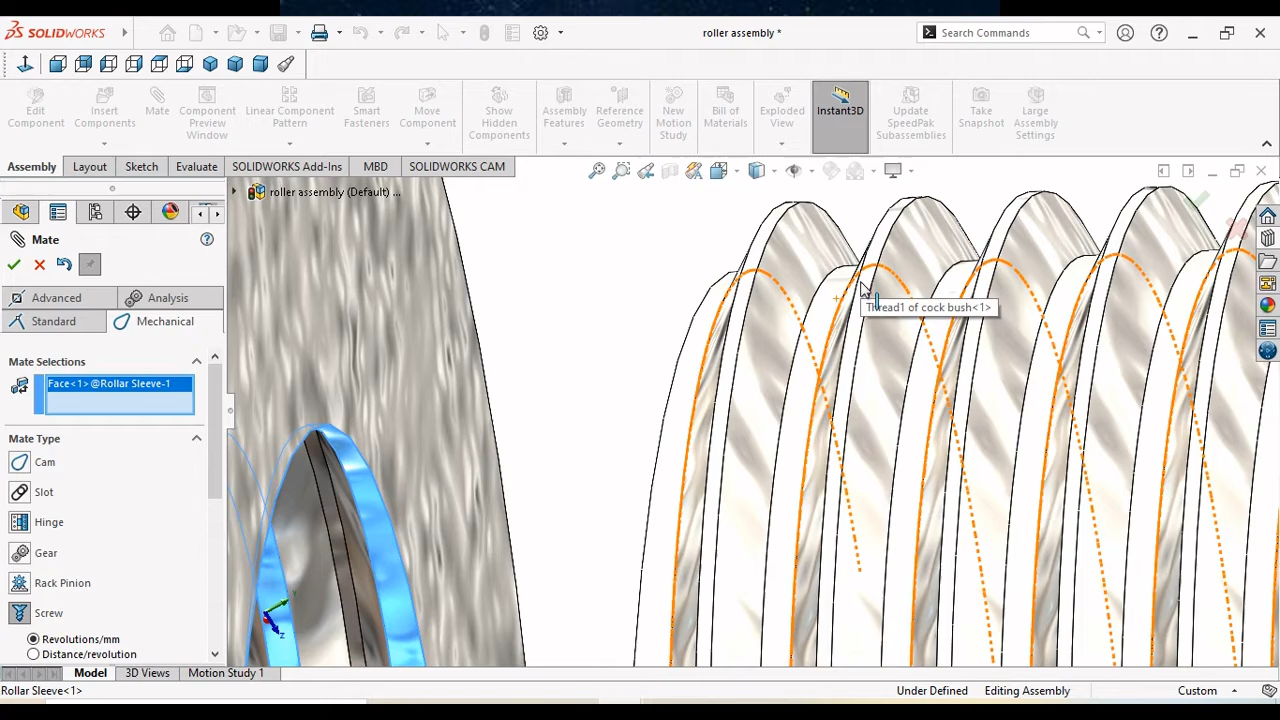 SOLIDWORKS
roller assembly *
Search Commands
Edit Component
Insert Components
Mate
Component Preview Window
Linear Component Pattern
Smart Fasteners
Move Component
Show Hidden Components
Assembly Features
Reference Geometry
New Motion Study
Bill of Materials
Exploded View
Instant3D
Update SpeedPak Subassemblies
Take Snapshot
Large Assembly Settings
Assembly
Layout
Sketch
Evaluate
SOLIDWORKS Add-Ins
MBD
SOLIDWORKS CAM
roller assembly (Default) ...
Mate
Advanced
Analysis
Standard
Mechanical
Mate Selections
Face<1> @Rollar Sleeve-1
Mate Type
Cam
Slot
Hinge
Gear
Rack Pinion
Screw
Revolutions/mm
Distance/revolution
Thread1 of cock bush<1>
Y
Z
Model
3D Views
Motion Study 1
Rollar Sleeve<1>
Under Defined
Editing Assembly
Custom